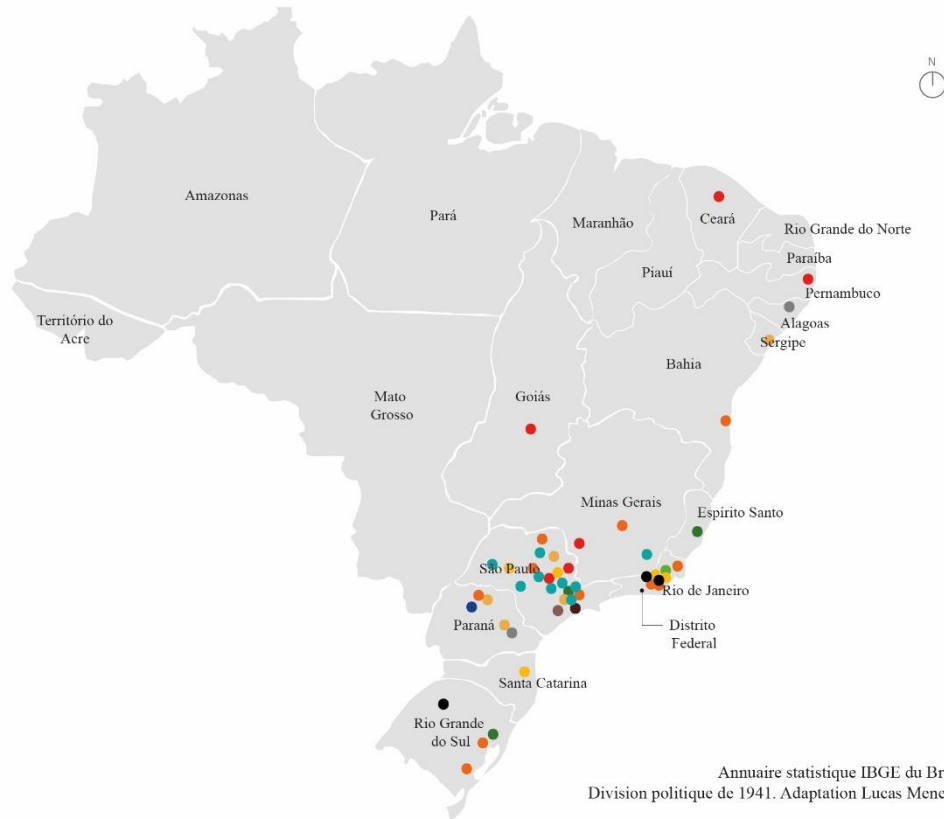 N
Amazonas
Pará
Maranhão
Ceará
Rio Grande do Norte
Paraíba
Piauí
Pernambuco
Território do
Acre
Alagoas
Sergipe
Bahia
Mato
Grosso
Goiás
Minas Gerais
Espírito Santo
São Paulo
Rio de Janeiro
Paraná
Distrito
Federal
Santa Catarina
Rio Grande
do Sul
Annuaire statistique IBGE du Br
Division politique de 1941. Adaptation Lucas Mene